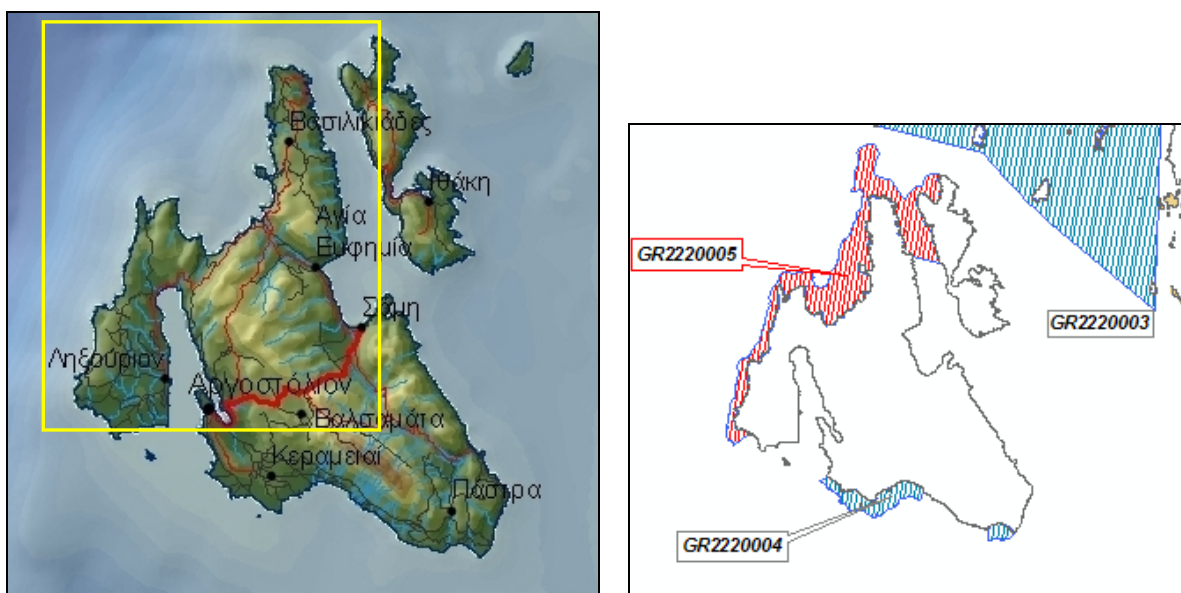 Βασιλικιάδες
Ιθάκη
Αγία
Ευφημία
Σάμη
Ληξούριον
Αργοστόλιον
Βαλσαμάτα
Κεραμειαί
Πάστρα
GR2220005
GR2220003
GR2220004